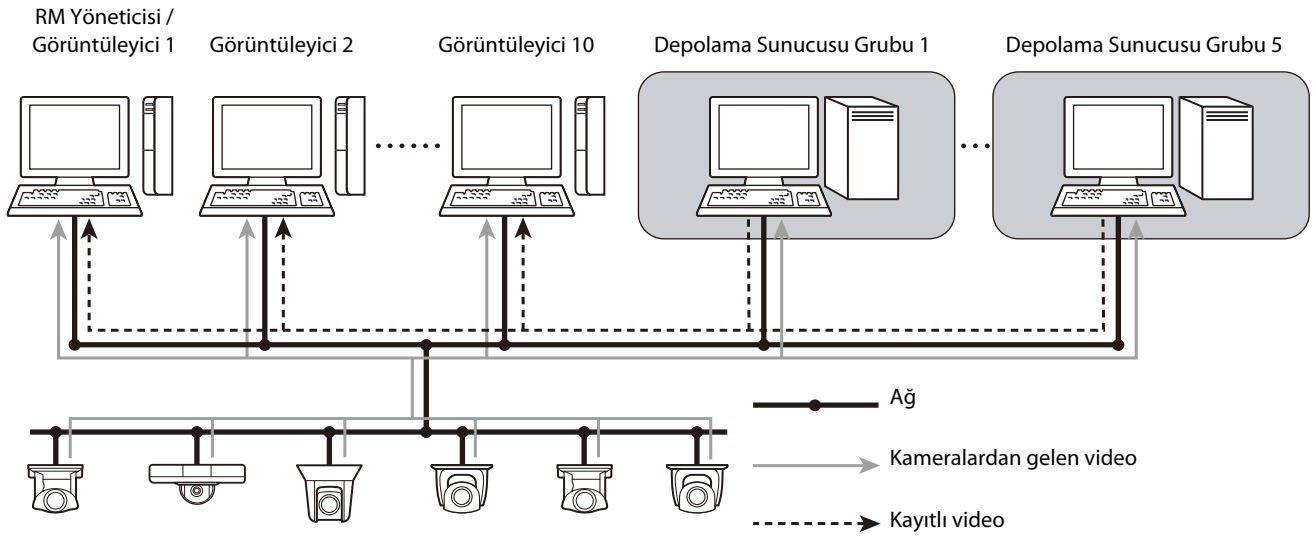 RM Yöneticisi /
Görüntüleyici 1
Görüntüleyici 2
Görüntüleyici 10
Depolama Sunucusu Grubu 1
Depolama Sunucusu Grubu 5
Ağ
Kameralardan gelen video
Kayıtlı video